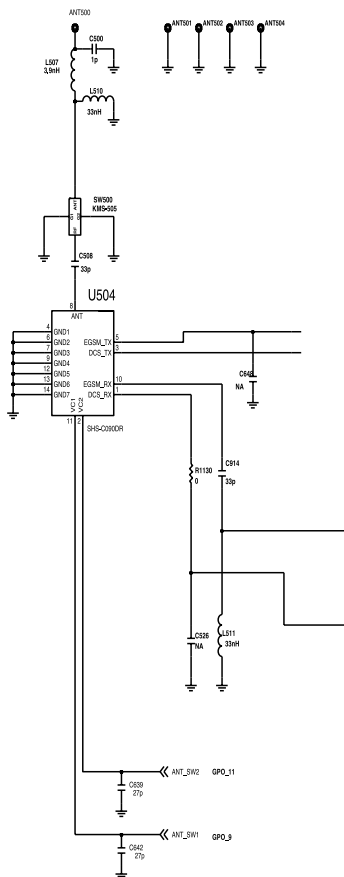 ANT500
ANT501
ANT502
ANT503
ANT504
C500
1p
L507
3,9nH
L510
33nH
SW500
KMS-505
ANT
G1
G2
RF
C508
33p
U504
8
ANT
4 GND1
6 GND2
7 GND3
9 GND4
12 GND5
13 GND6
14 GND7
EGSM_TX 5
DCS_TX 3
EGSM_RX 10
DCS_RX 1
VC1
VC2
11 2
SHS-C090DR
C648
NA
R1130
0
C914
33p
C526
NA
L511
33nH
ANT_SW2 GPO_11
C639
27p
ANT_SW1 GPO_9
C642
27p